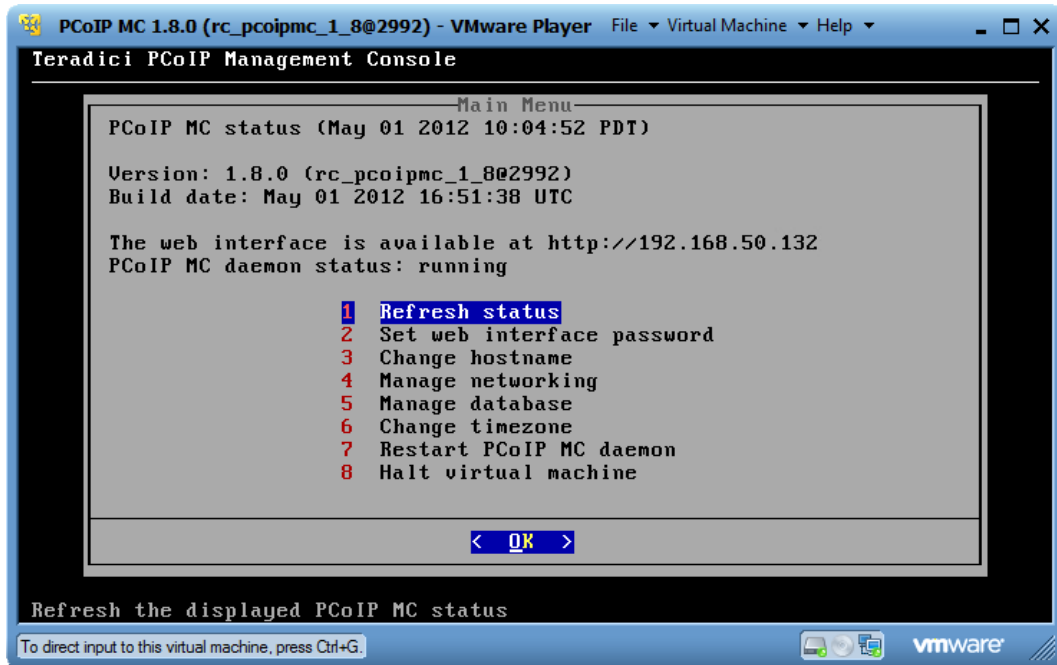 PCoIP MC 1.8.0 (rc_pcoipmc_1_8@2992) - VMware Player File Virtual Machine Help
Teradici PCoIP Management Console
Main Menu
PCoIP MC status (May 01 2012 10:04:52 PDT)
Version: 1.8.0 (rc_pcoipmc_1_8@2992)
Build date: May 01 2012 16:51:38 UTC
The web interface is available at http://192.168.50.132
PCoIP MC daemon status: running
1 Refresh status
2 Set web interface password
3 Change hostname
4 Manage networking
5 Manage database
6 Change timezone
7 Restart PCoIP MC daemon
8 Halt virtual machine
< OK >
Refresh the displayed PCoIP MC status
To direct input to this virtual machine, press Ctrl+G.
vmware